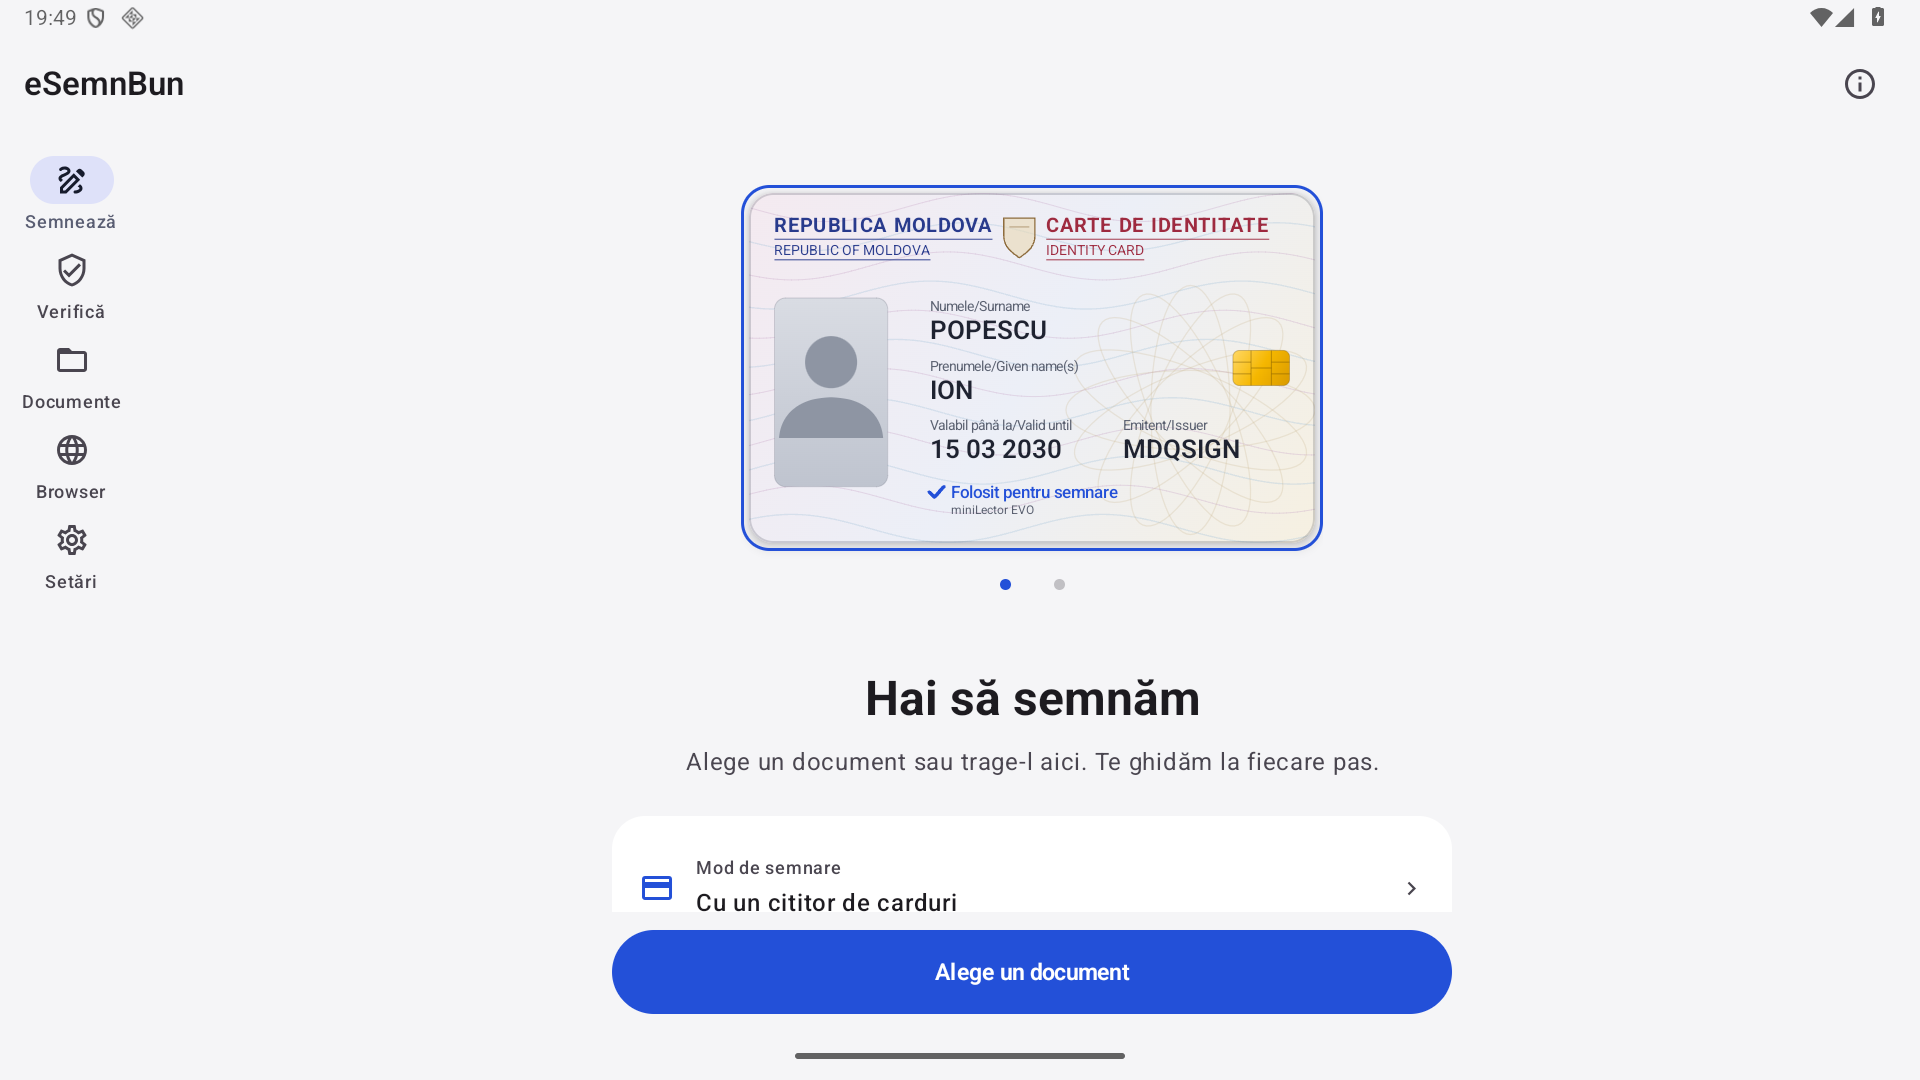 19:49
eSemnBun
Semnează
Verifică
Documente
Browser
Setări
REPUBLICA MOLDOVA
REPUBLIC OF MOLDOVA
CARTE DE IDENTITATE
IDENTITY CARD
Numele/Surname
POPESCU
Prenumele/Given name(s)
ION
Valabil până la/Valid until
15 03 2030
Emitent/Issuer
MDQSIGN
Folosit pentru semnare
miniLector EVO
Hai să semnăm
Alege un document sau trage-l aici. Te ghidăm la fiecare pas.
Mod de semnare
Cu un cititor de carduri
Alege un document